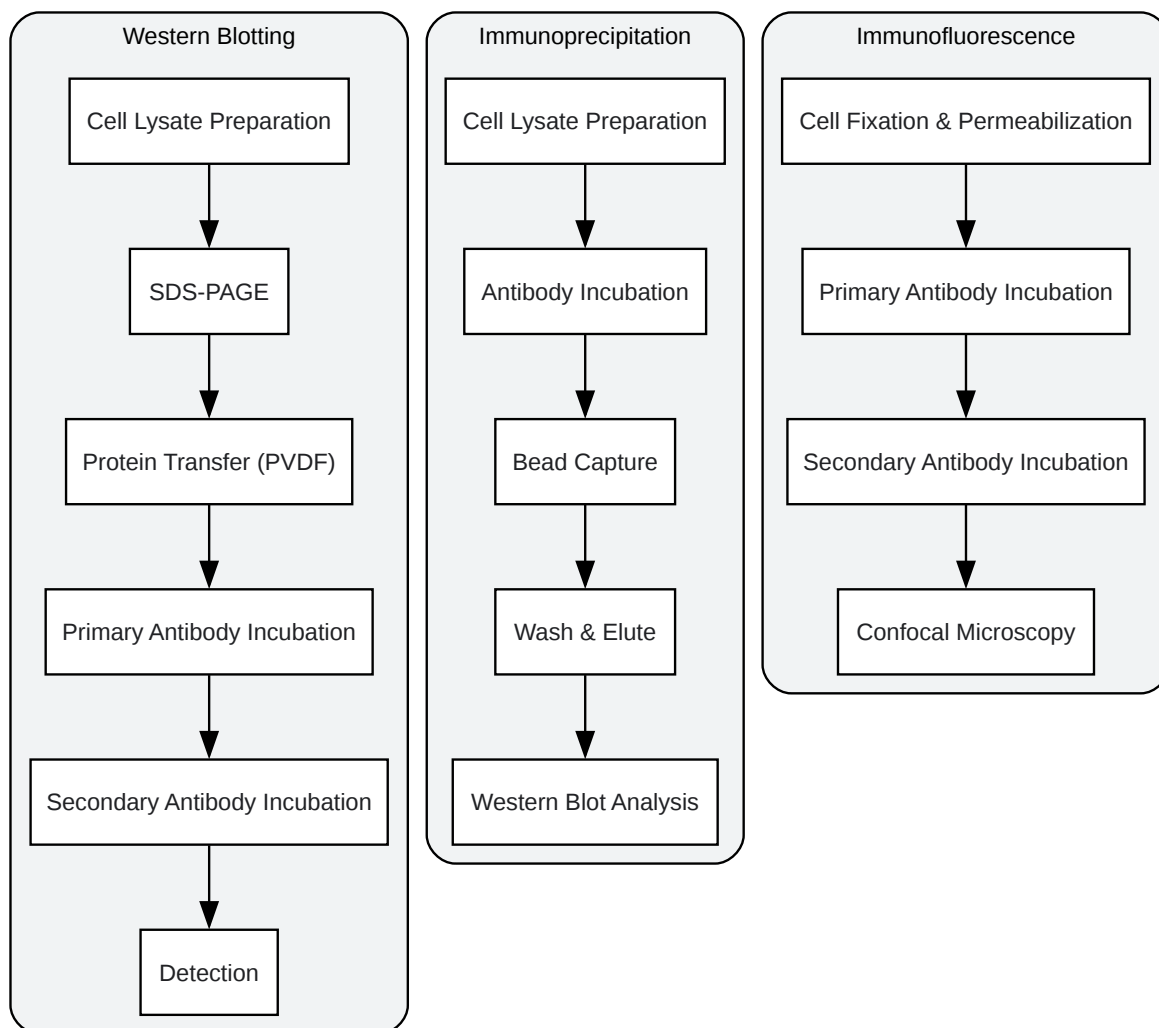 Western Blotting
Cell Lysate Preparation
SDS-PAGE
Protein Transfer (PVDF)
Primary Antibody Incubation
Secondary Antibody Incubation
Detection
Immunoprecipitation
Cell Lysate Preparation
Antibody Incubation
Bead Capture
Wash & Elute
Western Blot Analysis
Immunofluorescence
Cell Fixation & Permeabilization
Primary Antibody Incubation
Secondary Antibody Incubation
Confocal Microscopy